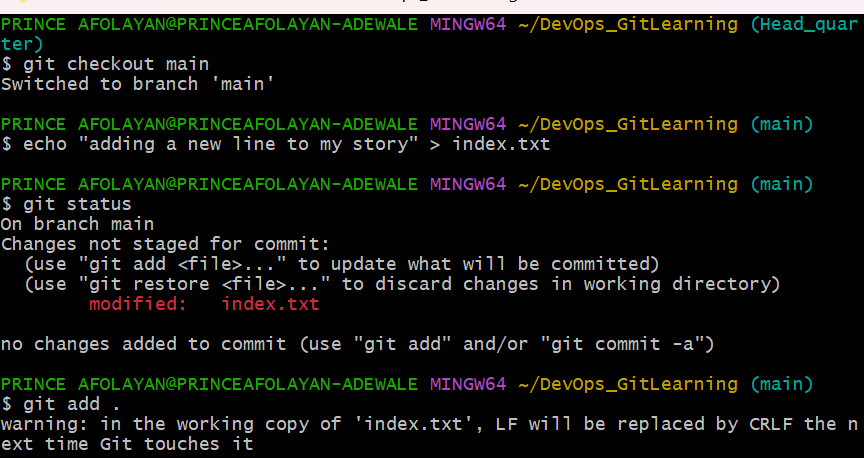 PRINCE AFOLAYAN@PRINCEAFOLAYAN-ADEWALE MINGW64 ~/DevOps_GitLearning (Head_quar
ter)
$ git checkout main
Switched to branch 'main'
PRINCE AFOLAYAN@PRINCEAFOLAYAN-ADEWALE MINGW64 ~/DevOps_GitLearning (main)
$ echo "adding a new line to my story" > index.txt
PRINCE AFOLAYAN@PRINCEAFOLAYAN-ADEWALE MINGW64 ~/DevOps_GitLearning (main)
$ git status
On branch main
Changes not staged for commit:
  (use "git add <file>..." to update what will be committed)
  (use "git restore <file>..." to discard changes in working directory)
        modified:   index.txt
no changes added to commit (use "git add" and/or "git commit -a")
PRINCE AFOLAYAN@PRINCEAFOLAYAN-ADEWALE MINGW64 ~/DevOps_GitLearning (main)
$ git add .
warning: in the working copy of 'index.txt', LF will be replaced by CRLF the n
ext time Git touches it